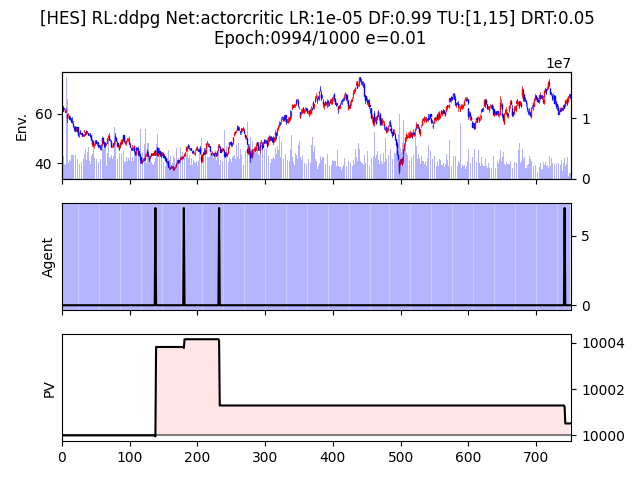 [HES] RL:ddpg Net:actorcritic LR:1e-05 DF:0.99 TU:[1,15] DRT:0.05
Epoch:0994/1000 e=0.01
1e7
Env.
60
40
1
0
Agent
5
0
PV
10004
10002
10000
0 100 200 300 400 500 600 700